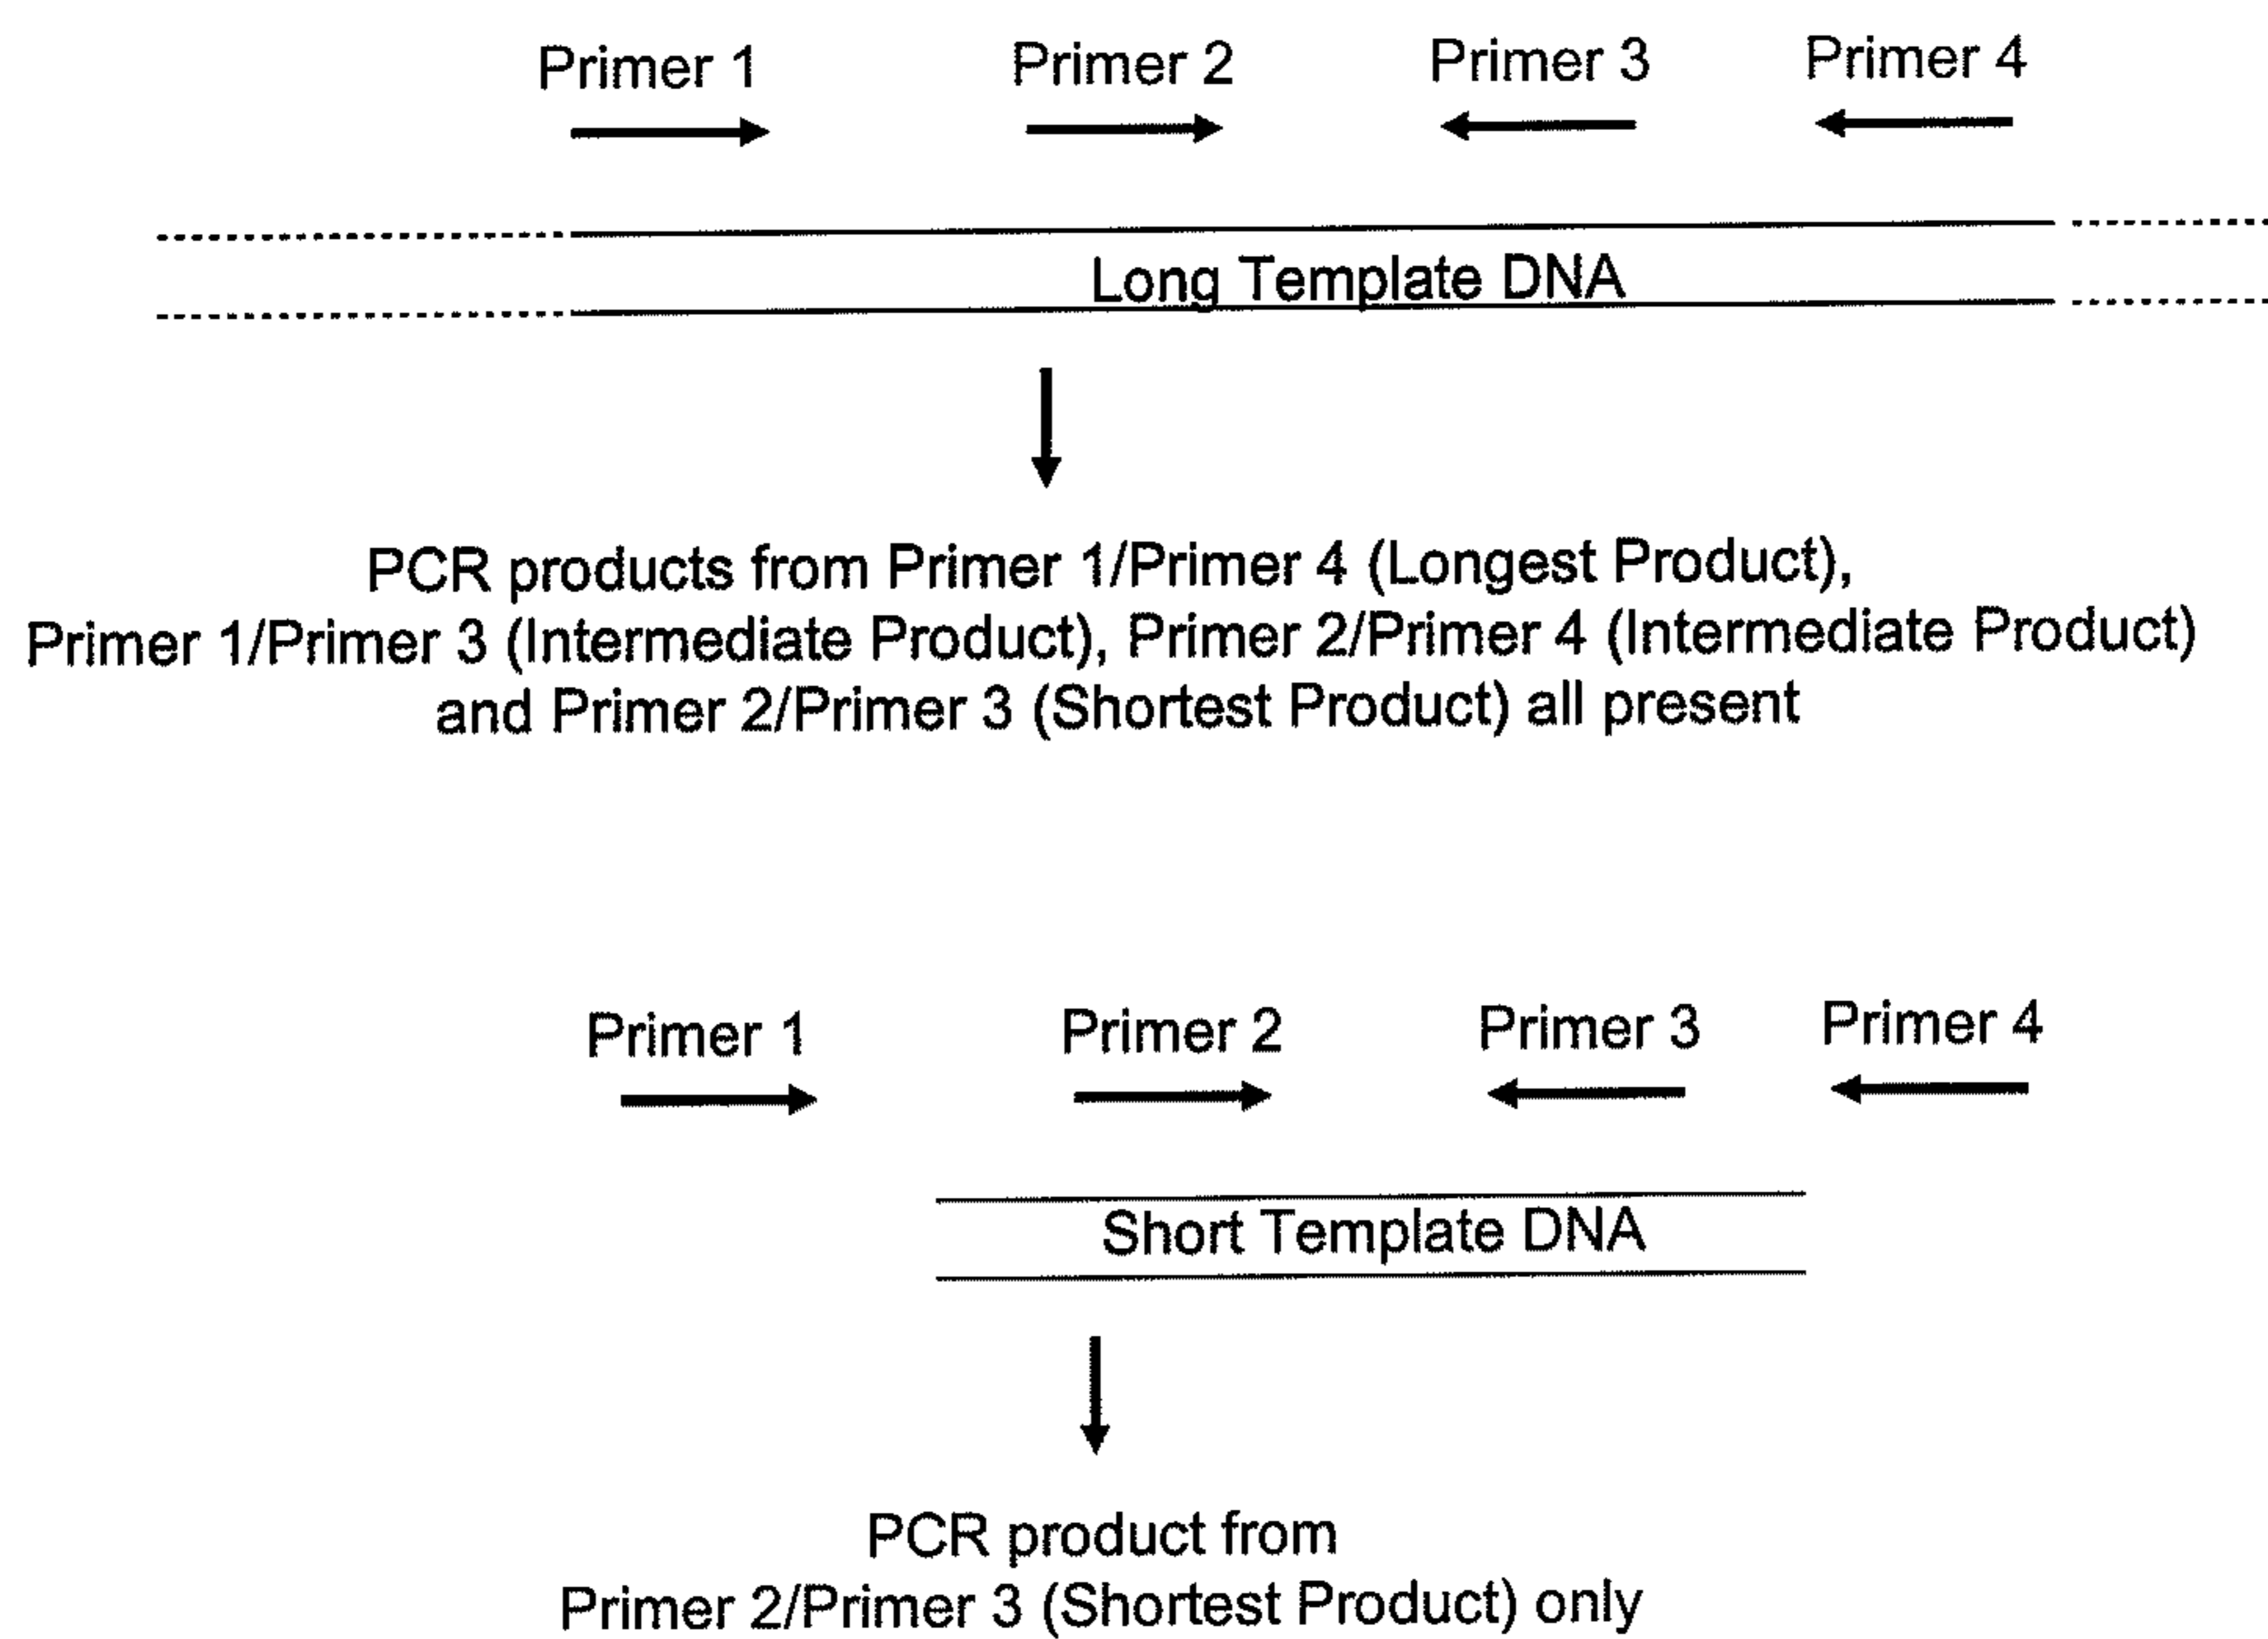 Primer 1 Primer 2 Primer 3 Primer 4
Long Template DNA
PCR products from Primer 1/Primer 4 (Longest Product),
Primer 1/Primer 3 (Intermediate Product), Primer 2/Primer 4 (Intermediate Product)
and Primer 2/Primer 3 (Shortest Product) all present
Primer 1 Primer 2 Primer 3 Primer 4
Short Template DNA
PCR product from
Primer 2/Primer 3 (Shortest Product) only